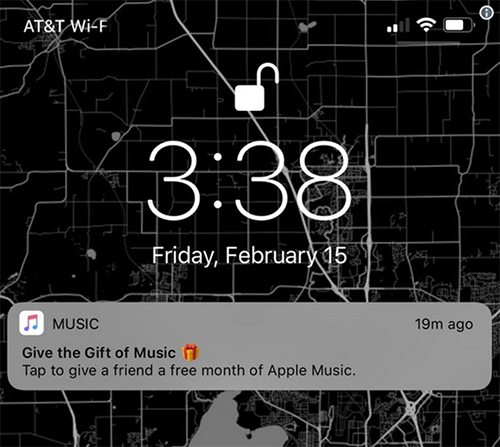 AT&T Wi-F
3:38
Friday, February 15
MUSIC 19m ago
Give the Gift of Music 🎁
Tap to give a friend a free month of Apple Music.